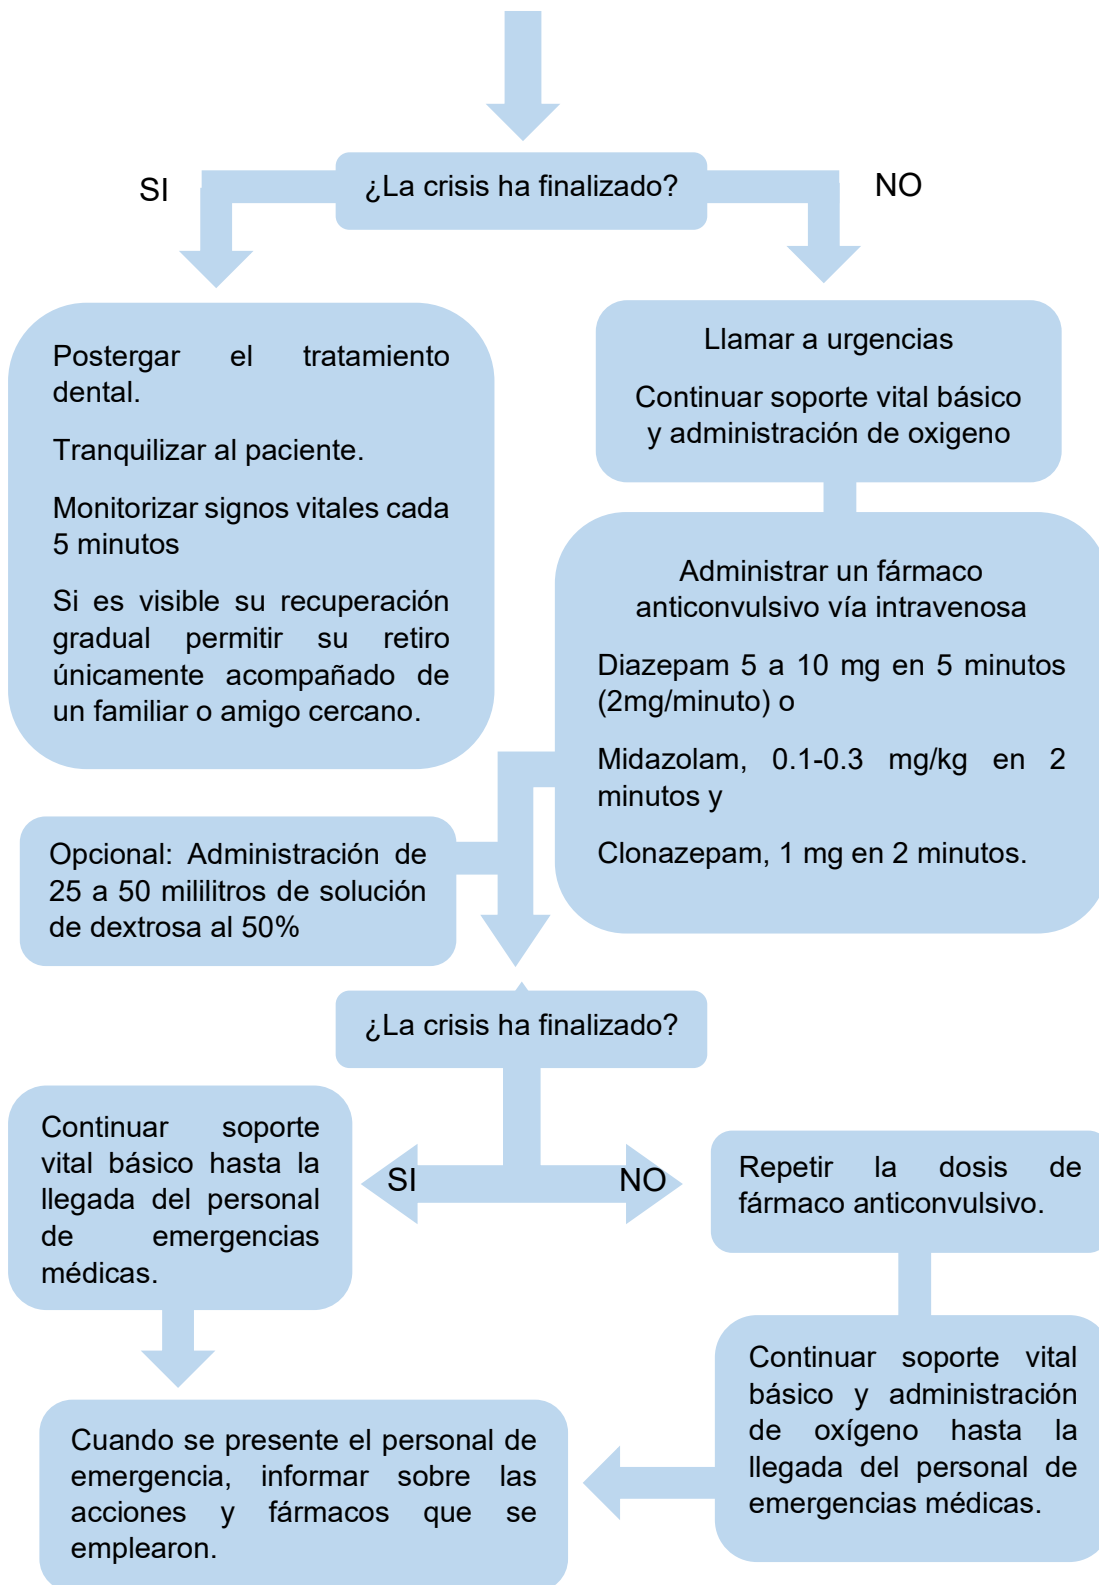 ¿La crisis ha finalizado?
SI
NO
Postergar el tratamiento
dental.
Tranquilizar al paciente.
Monitorizar signos vitales cada
5 minutos
Si es visible su recuperación
gradual permitir su retiro
únicamente acompañado de
un familiar o amigo cercano.
Llamar a urgencias
Continuar soporte vital básico
y administración de oxigeno
Administrar un fármaco
anticonvulsivo vía intravenosa
Diazepam 5 a 10 mg en 5 minutos
(2mg/minuto) o
Midazolam, 0.1-0.3 mg/kg en 2
minutos y
Clonazepam, 1 mg en 2 minutos.
Opcional: Administración de
25 a 50 mililitros de solución
de dextrosa al 50%
¿La crisis ha finalizado?
SI
NO
Continuar soporte
vital básico hasta la
llegada del personal
de emergencias
médicas.
Repetir la dosis de
fármaco anticonvulsivo.
Continuar soporte vital
básico y administración
de oxígeno hasta la
llegada del personal de
emergencias médicas.
Cuando se presente el personal de
emergencia, informar sobre las
acciones y fármacos que se
emplearon.